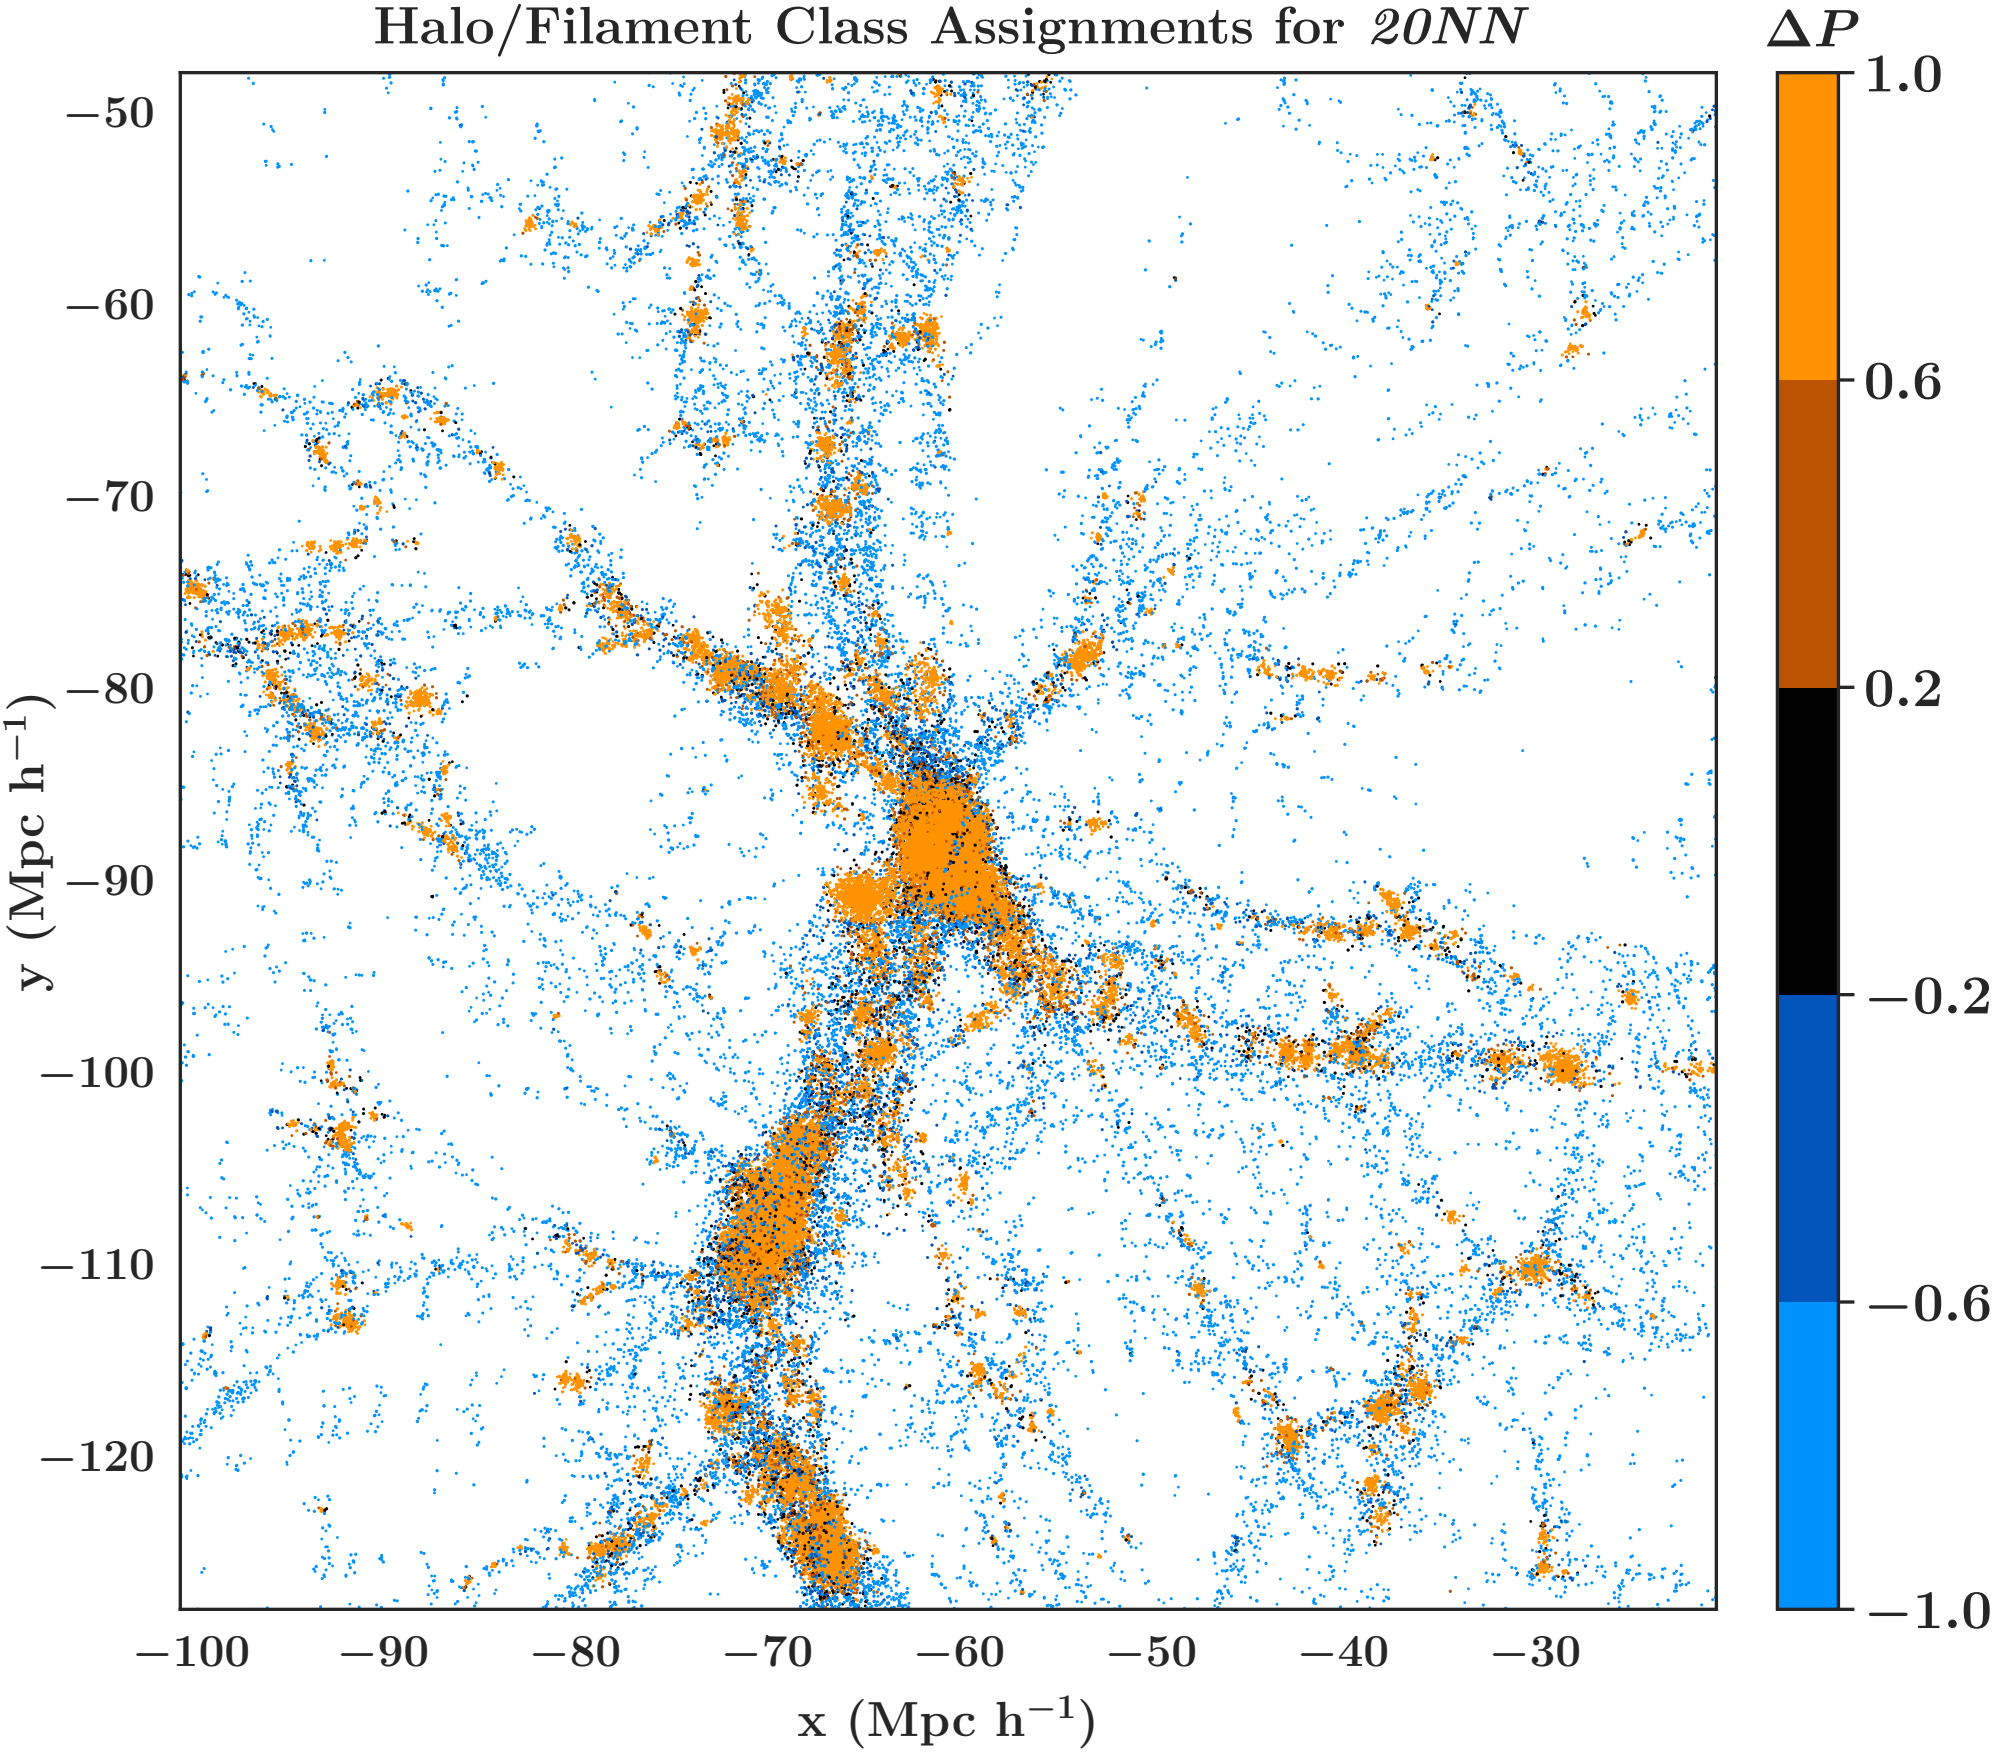 Halo/Filament Class Assignments for 20NN
ΔP
1.0
0.6
0.2
−0.2
−0.6
−1.0
y (Mpc h⁻¹)
−50
−60
−70
−80
−90
−100
−110
−120
−100 −90 −80 −70 −60 −50 −40 −30
x (Mpc h⁻¹)